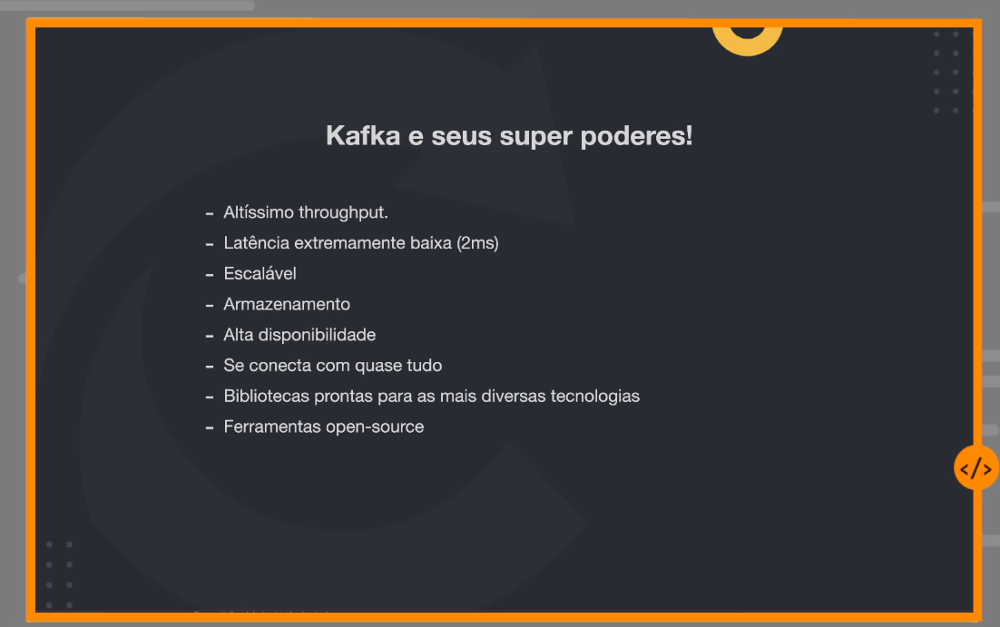 Kafka e seus super poderes!
- Altíssimo throughput.
- Latência extremamente baixa (2ms)
- Escalável
- Armazenamento
- Alta disponibilidade
- Se conecta com quase tudo
- Bibliotecas prontas para as mais diversas tecnologias
- Ferramentas open-source
</>